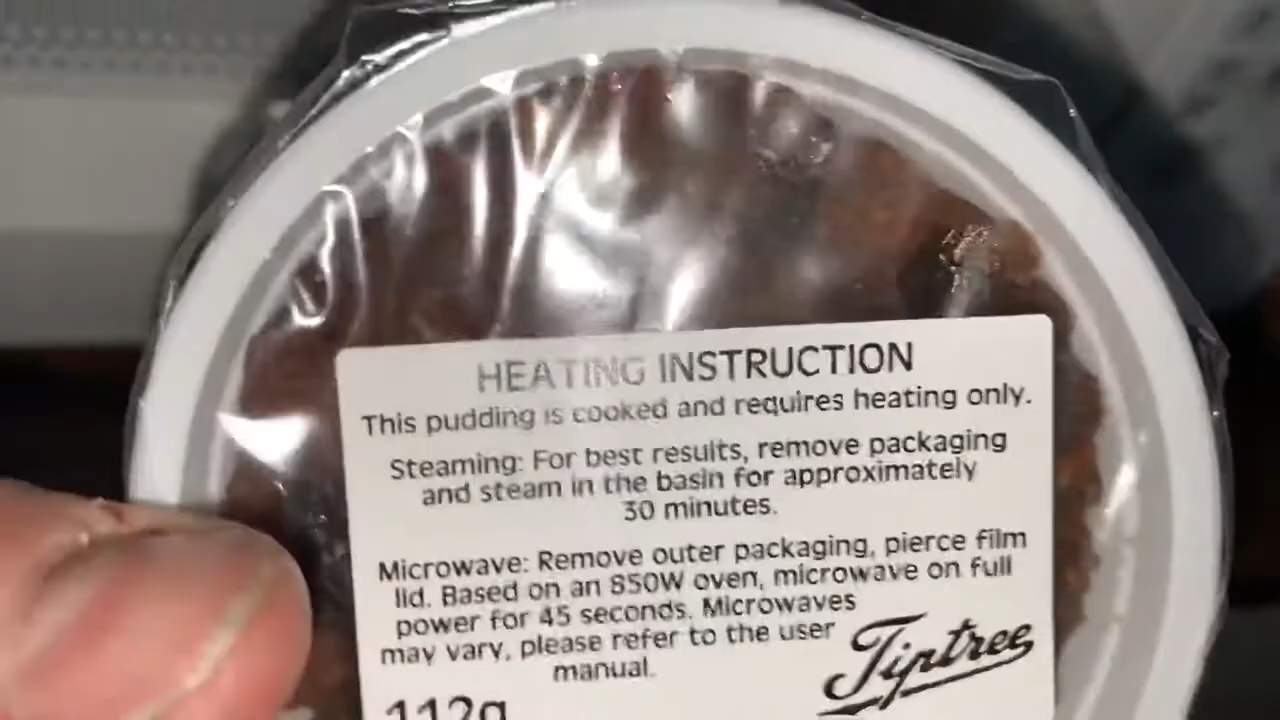 HEATING INSTRUCTION
This pudding is cooked and requires heating only.
Steaming: For best results, remove packaging
and steam in the basin for approximately
30 minutes.
Microwave: Remove outer packaging, pierce film
lid. Based on an 850W oven, microwave on full
power for 45 seconds. Microwaves
may vary, please refer to the user
manual.
Tiptree
112g